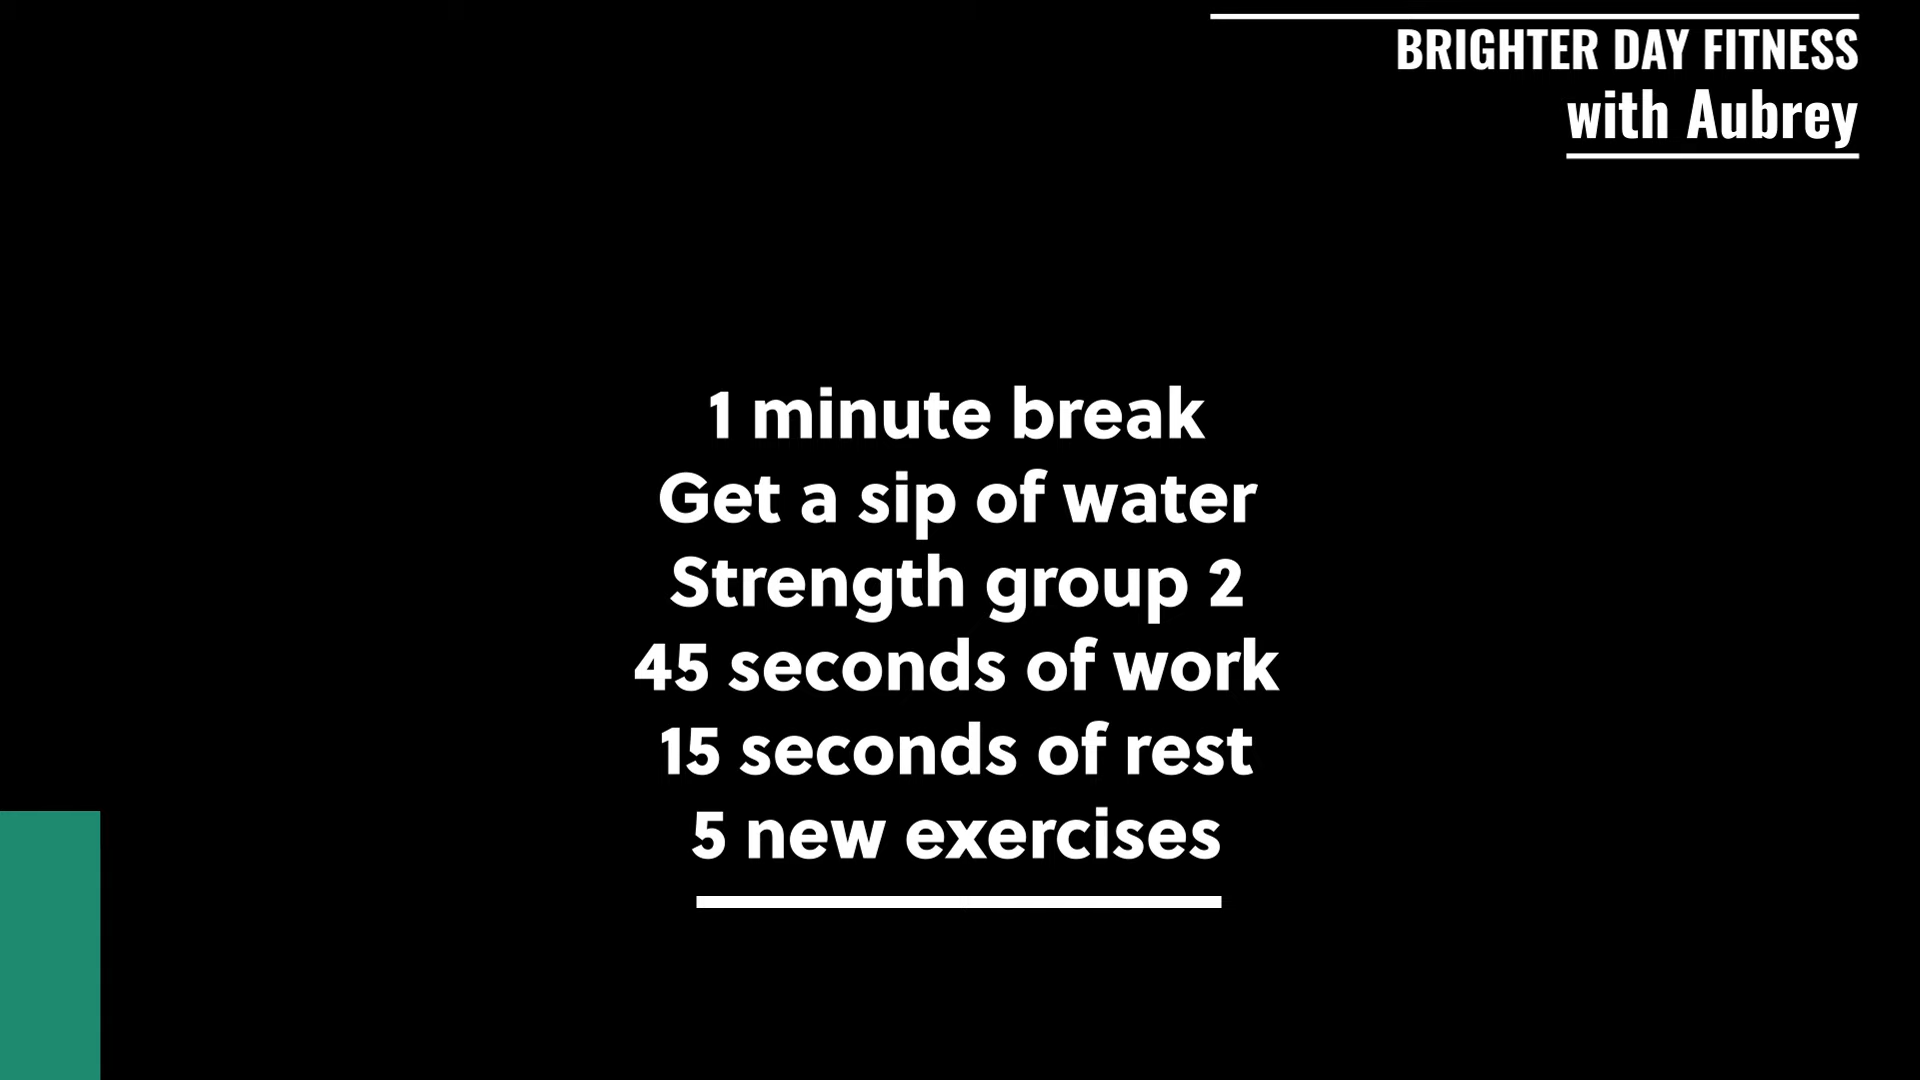 BRIGHTER DAY FITNESS
with Aubrey
1 minute break
Get a sip of water
Strength group 2
45 seconds of work
15 seconds of rest
5 new exercises